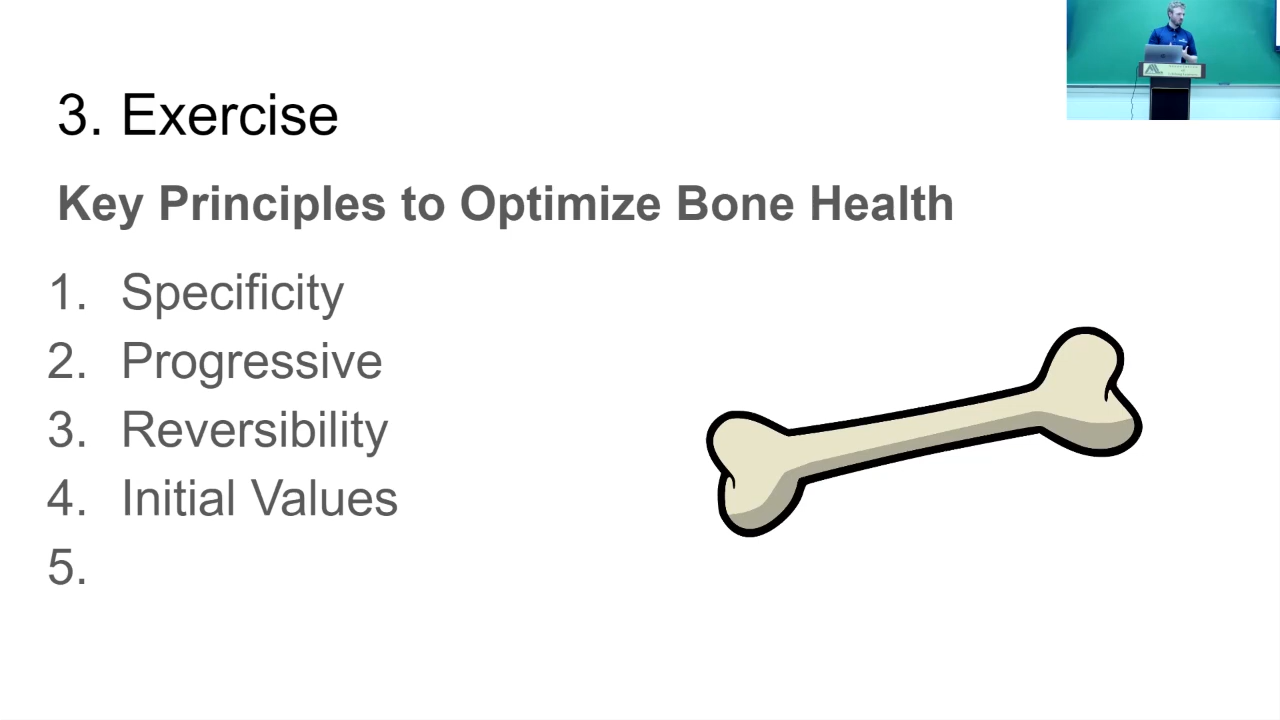 3. Exercise
Key Principles to Optimize Bone Health
1. Specificity
2. Progressive
3. Reversibility
4. Initial Values
5.